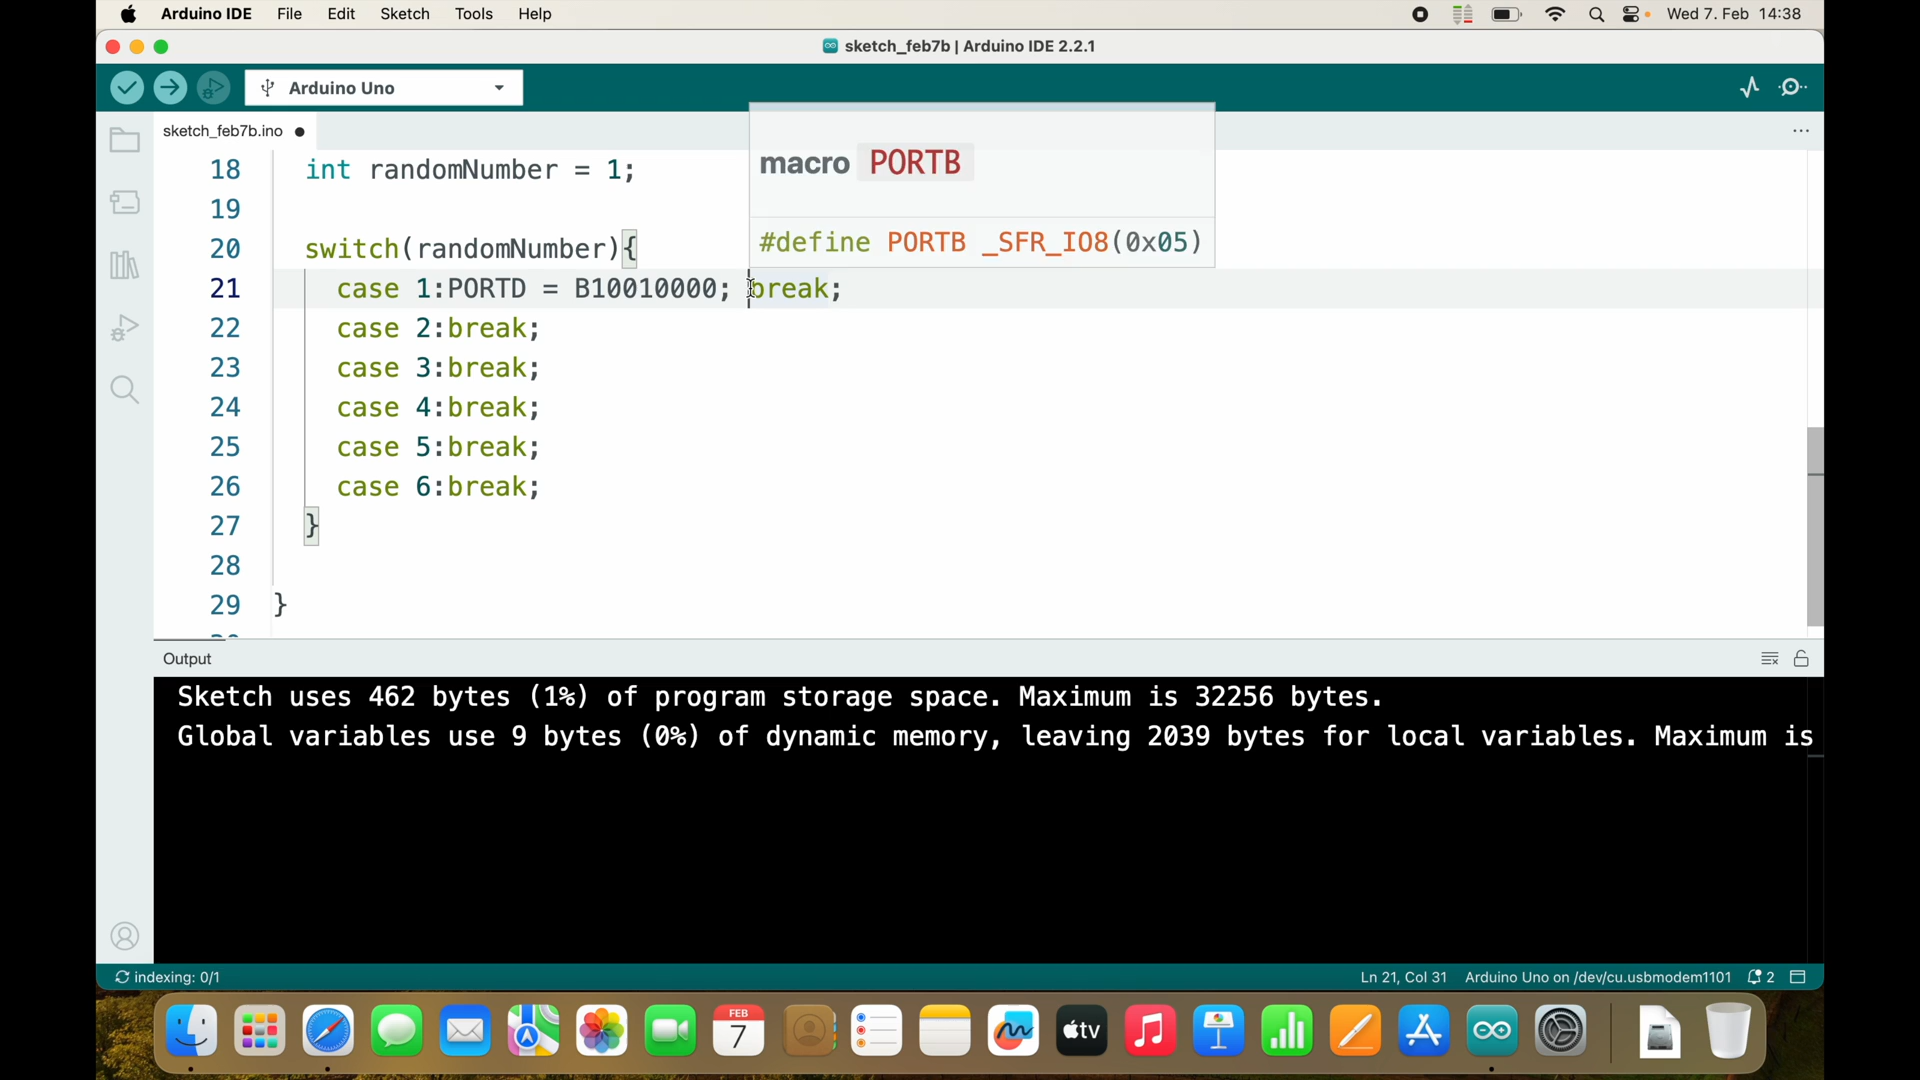 Arduino IDE File Edit Sketch Tools Help Wed 7. Feb 14:38
sketch_feb7b | Arduino IDE 2.2.1
Arduino Uno
sketch_feb7b.ino
macro PORTB
#define PORTB _SFR_IO8(0x05)
18 int randomNumber = 1;
19
20 switch(randomNumber){
21 case 1:PORTD = B10010000; break;
22 case 2:break;
23 case 3:break;
24 case 4:break;
25 case 5:break;
26 case 6:break;
27 }
28
29 }
Output
Sketch uses 462 bytes (1%) of program storage space. Maximum is 32256 bytes.
Global variables use 9 bytes (0%) of dynamic memory, leaving 2039 bytes for local variables. Maximum is
indexing: 0/1 Ln 21, Col 31 Arduino Uno on /dev/cu.usbmodem1101 2
FEB
7
tv